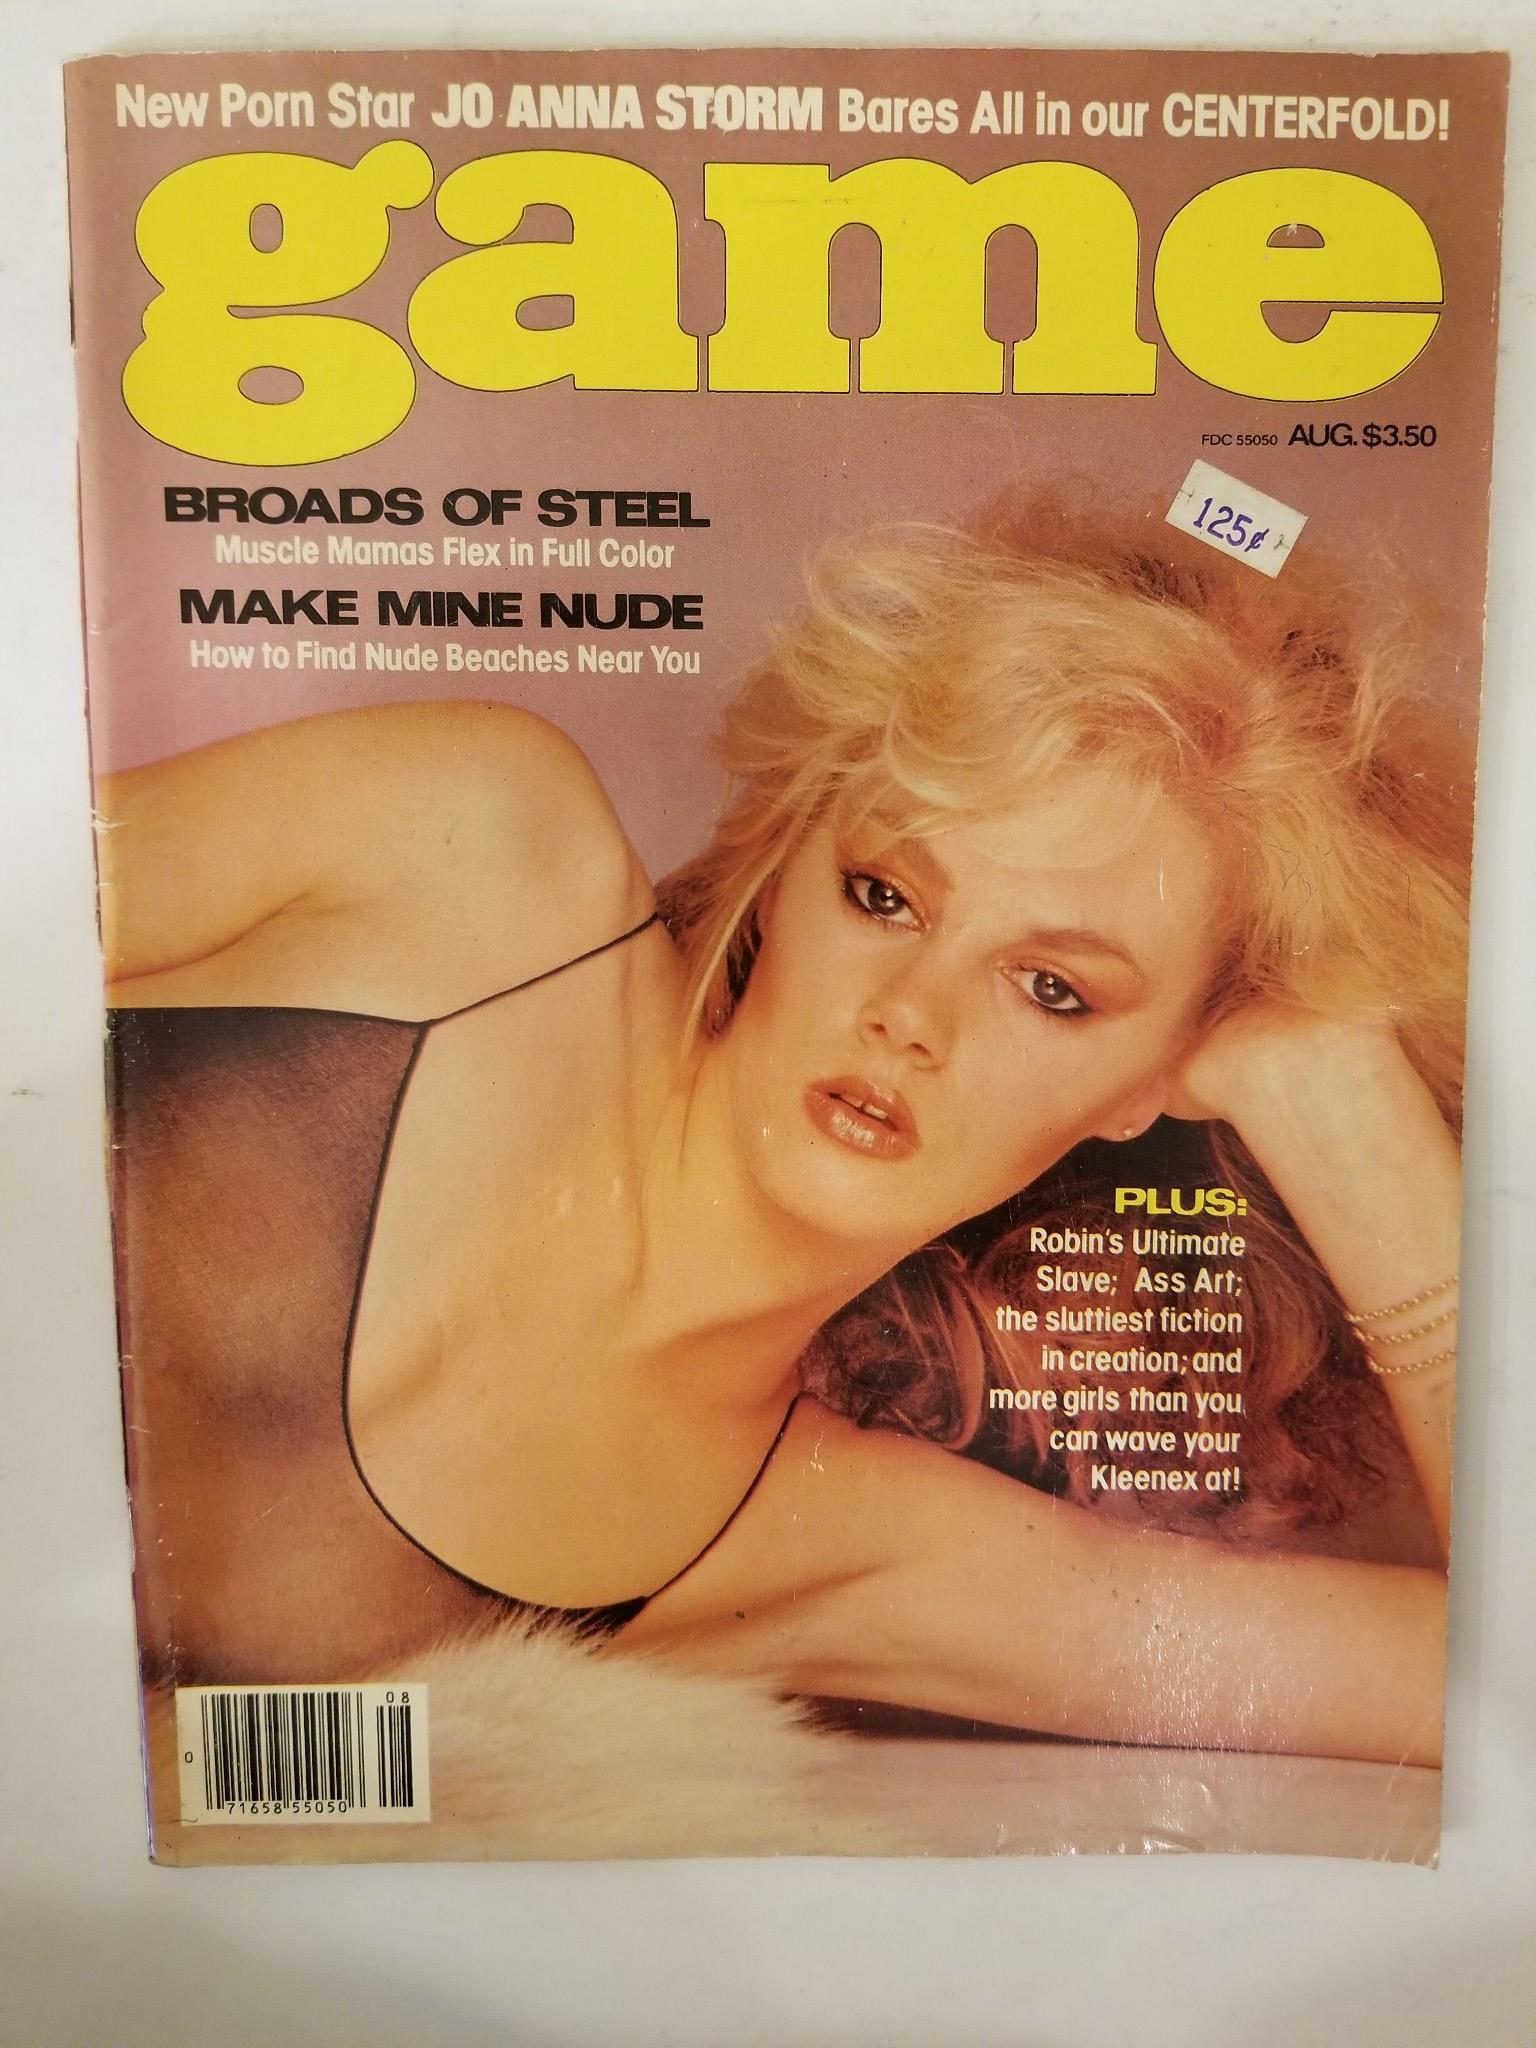 New Porn Star JO ANNA STORM Bares All in our CENTERFOLD!
game
FDC 55050 AUG. $3.50
125¢
BROADS OF STEEL
Muscle Mamas Flex in Full Color
MAKE MINE NUDE
How to Find Nude Beaches Near You
PLUS:
Robin's Ultimate
Slave; Ass Art;
the sluttiest fiction
in creation; and
more girls than you
can wave your
Kleenex at!
08
0
71658 55050